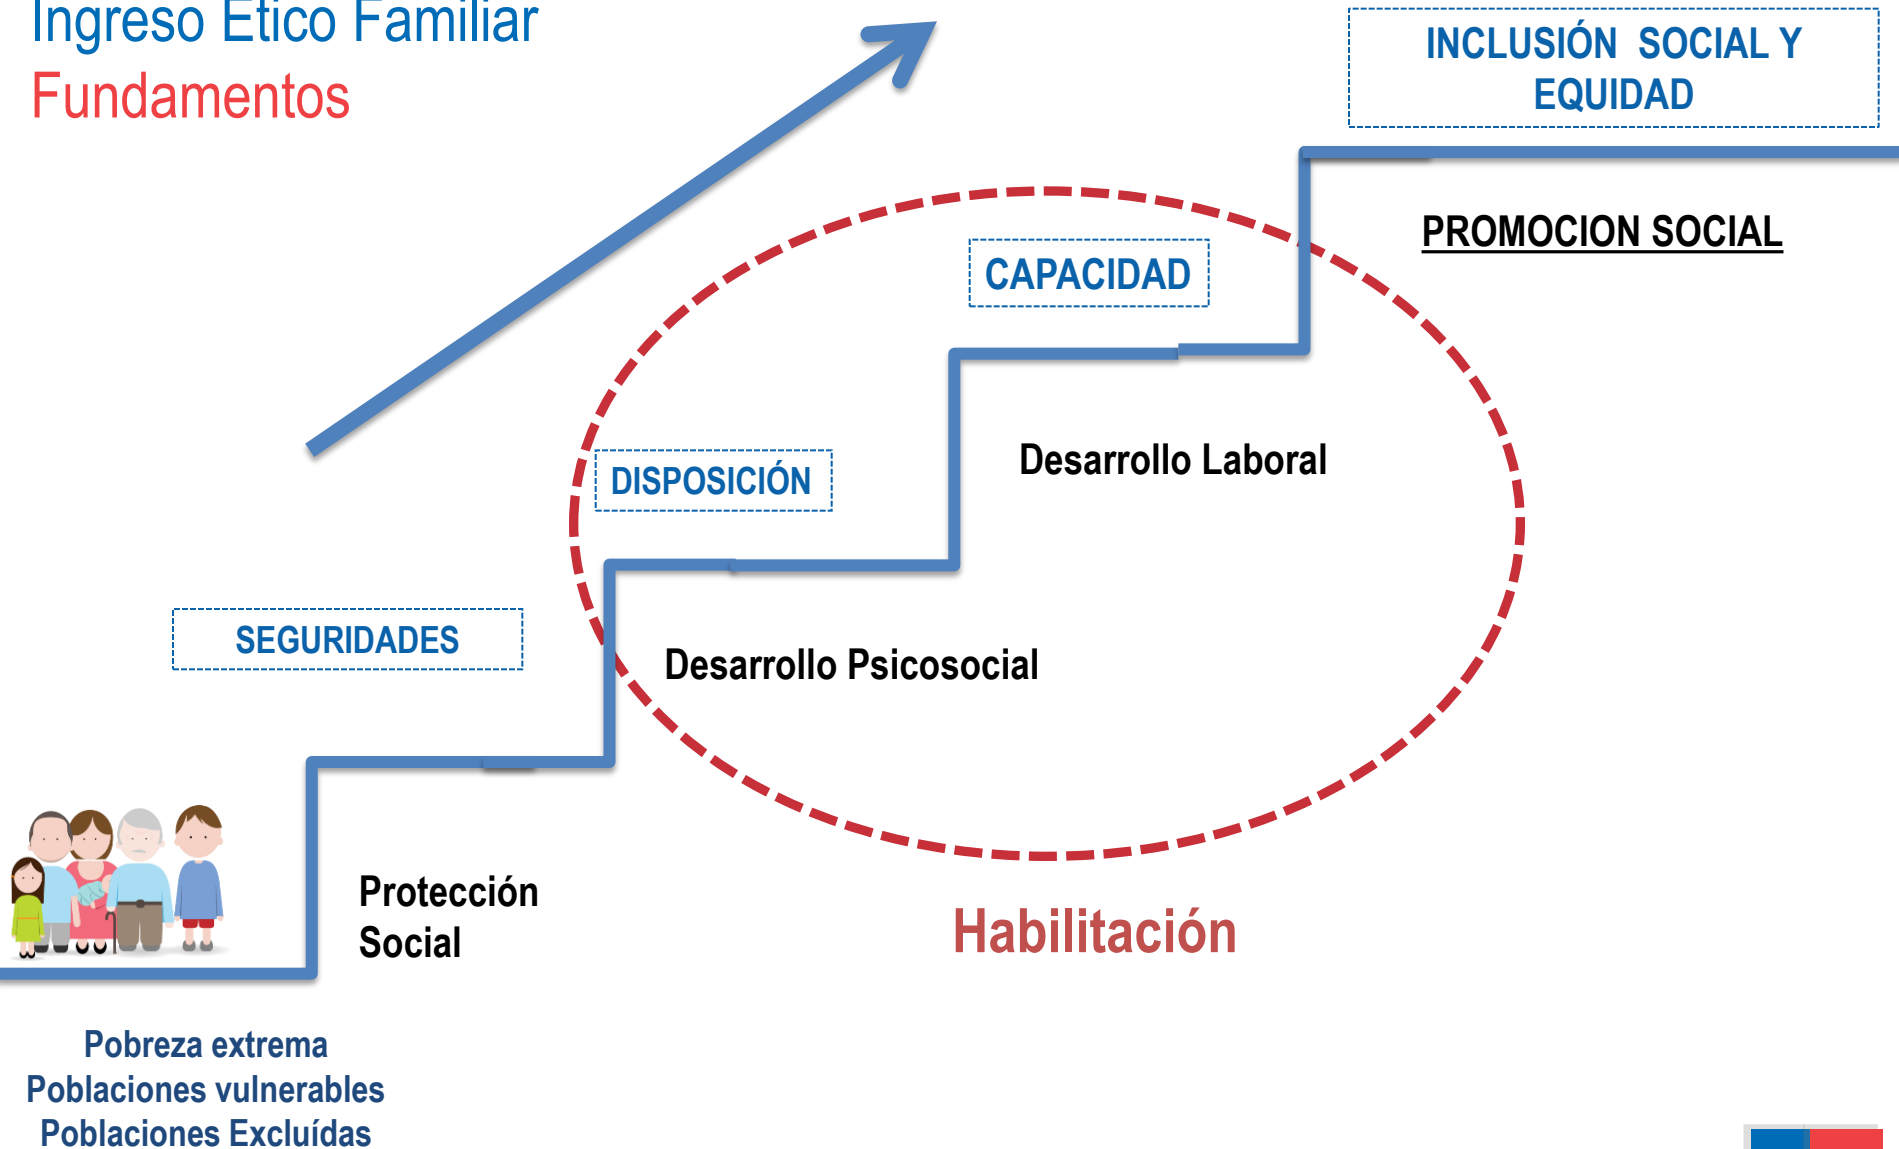 Ingreso Etico Familiar
Fundamentos
INCLUSIÓN SOCIAL Y
EQUIDAD
PROMOCION SOCIAL
CAPACIDAD
Desarrollo Laboral
DISPOSICIÓN
SEGURIDADES
Desarrollo Psicosocial
Protección
Social
Habilitación
Pobreza extrema
Poblaciones vulnerables
Poblaciones Excluídas